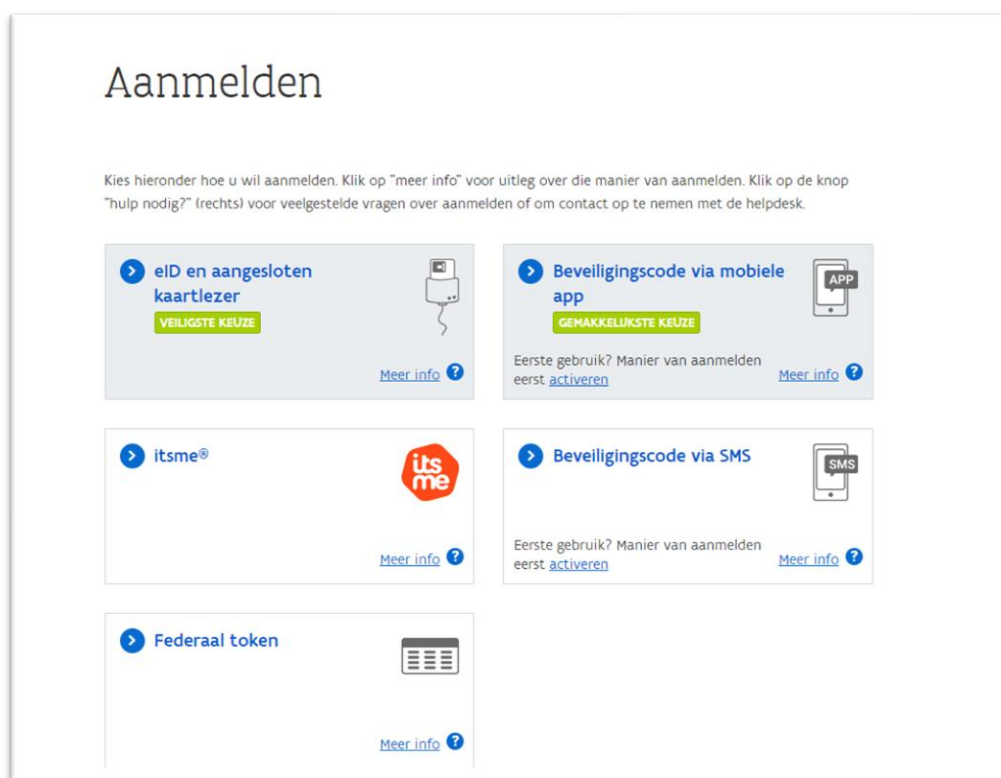 Aanmelden
Kies hieronder hoe u wil aanmelden. Klik op "meer info" voor uitleg over die manier van aanmelden. Klik op de knop
"hulp nodig?" (rechts) voor veelgestelde vragen over aanmelden of om contact op te nemen met de helpdesk.
eID en aangesloten
kaartlezer
VEILIGSTE KEUZE
Meer info ?
Beveiligingscode via mobiele
app
APP
GEMAKKELIJKSTE KEUZE
Eerste gebruik? Manier van aanmelden
eerst activeren
Meer info ?
itsme®
its
me
Meer info ?
Beveiligingscode via SMS
SMS
Eerste gebruik? Manier van aanmelden
eerst activeren
Meer info ?
Federaal token
Meer info ?